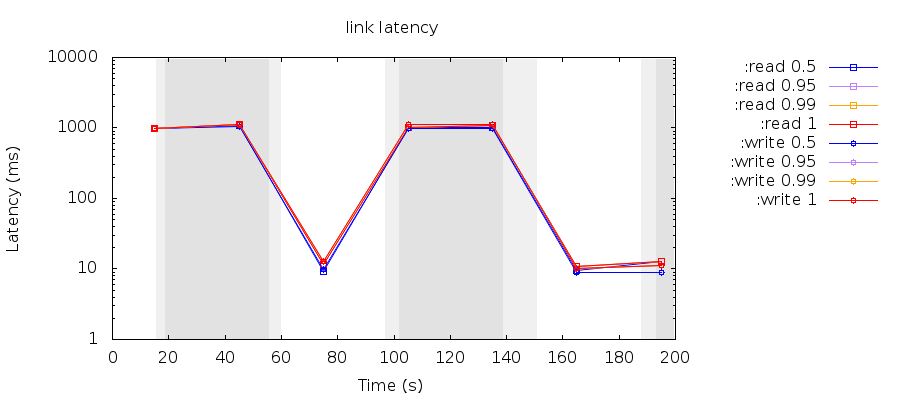 link latency
10000
1000
100
10
1
Latency (ms)
0 20 40 60 80 100 120 140 160 180 200
Time (s)
:read 0.5
:read 0.95
:read 0.99
:read 1
:write 0.5
:write 0.95
:write 0.99
:write 1